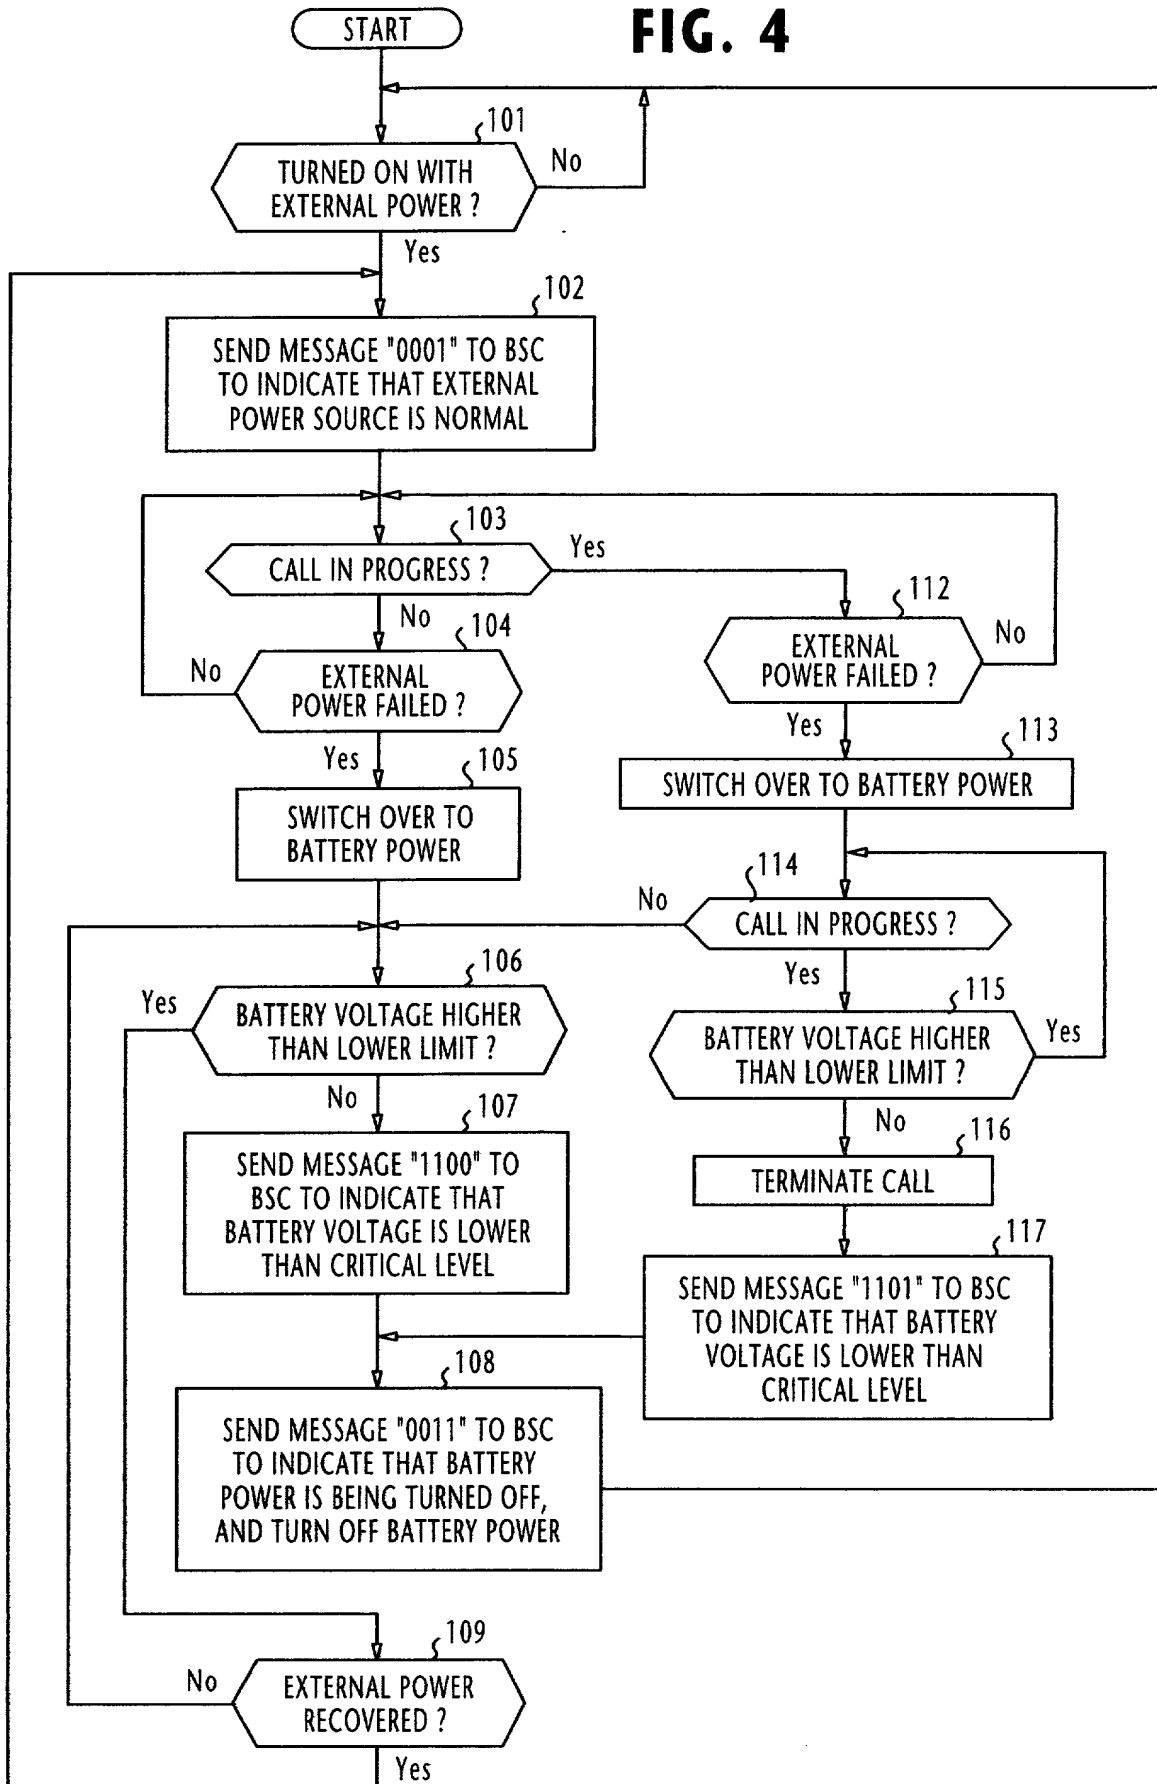 START
FIG. 4
101
TURNED ON WITH
EXTERNAL POWER ?
No
Yes
102
SEND MESSAGE "0001" TO BSC
TO INDICATE THAT EXTERNAL
POWER SOURCE IS NORMAL
103
CALL IN PROGRESS ?
Yes
No
112
EXTERNAL
POWER FAILED ?
No
Yes
104
EXTERNAL
POWER FAILED ?
No
Yes
113
SWITCH OVER TO BATTERY POWER
105
SWITCH OVER TO
BATTERY POWER
114
CALL IN PROGRESS ?
No
Yes
106
BATTERY VOLTAGE HIGHER
THAN LOWER LIMIT ?
Yes
No
115
BATTERY VOLTAGE HIGHER
THAN LOWER LIMIT ?
Yes
No
107
SEND MESSAGE "1100" TO
BSC TO INDICATE THAT
BATTERY VOLTAGE IS LOWER
THAN CRITICAL LEVEL
116
TERMINATE CALL
117
SEND MESSAGE "1101" TO BSC
TO INDICATE THAT BATTERY
VOLTAGE IS LOWER THAN
CRITICAL LEVEL
108
SEND MESSAGE "0011" TO BSC
TO INDICATE THAT BATTERY
POWER IS BEING TURNED OFF,
AND TURN OFF BATTERY POWER
109
EXTERNAL POWER
RECOVERED ?
No
Yes